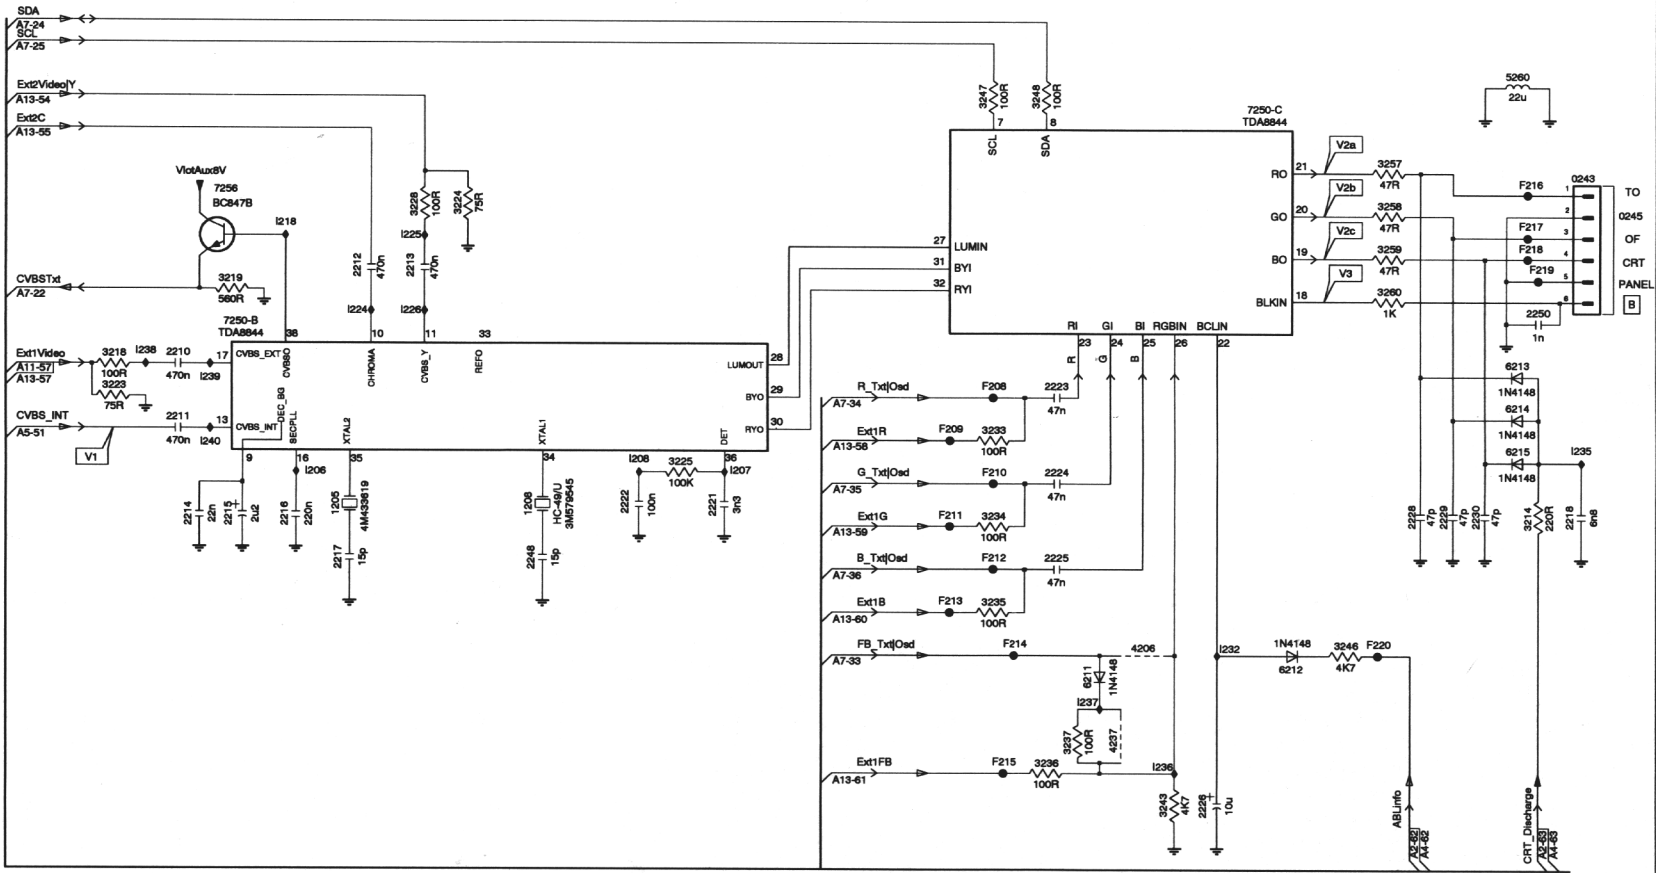 SDA
A7-24
SCL
A7-25
Ext2Video|Y
A13-54
Ext2C
A13-55
VlotAux8V
7256
BC847B
I218
CVBSTxt
A7-22
3219
560R
2212
470n
I224
3228
100R
3224
75R
I225
2213
470n
I226
7250-B
TDA8844
38
10
11
33
Ext1Video
A11-57
A13-57
3218
100R
I238
2210
470n
17
I239
3223
75R
CVBS_INT
A5-51
V1
2211
470n
13
I240
CVBS_EXT
CVBSO
CHROMA
CVBS_Y
REFO
CVBS_INT
DEC_BG
SECPLL
XTAL2
XTAL1
DET
LUMOUT
28
BYO
29
RYO
30
9
16
35
34
36
I206
2214
22n
2215
2u2
2216
220n
1205
4M433619
2217
15p
1208
HC-49/U
3M579545
2248
15p
I208
3225
100K
I207
2222
100n
2221
3n3
3247
100R
3248
100R
7
8
7250-C
TDA8844
SCL
SDA
27
LUMIN
31
BYI
32
RYI
RO
21
V2a
3257
47R
GO
20
V2b
3258
47R
BO
19
V2c
3259
47R
BLKIN
18
V3
3260
1K
RI
GI
BI
RGBIN
BCLIN
23
24
25
26
22
R
G
B
5260
22u
0243
F216
1
2
F217
3
F218
4
F219
5
6
TO
0245
OF
CRT
PANEL
B
2250
1n
6213
1N4148
6214
1N4148
6215
1N4148
I235
2228
47p
2229
47p
2230
47p
3214
220R
2218
6n8
R_Txt|Osd
A7-34
F208
2223
47n
Ext1R
A13-58
F209
3233
100R
G_Txt|Osd
A7-35
F210
2224
47n
Ext1G
A13-59
F211
3234
100R
B_Txt|Osd
A7-36
F212
2225
47n
Ext1B
A13-60
F213
3235
100R
FB_Txt|Osd
A7-33
F214
4206
6211
1N4148
I237
3237
100R
4237
Ext1FB
A13-61
F215
3236
100R
I236
3243
4K7
2226
10u
I232
1N4148
6212
3246
4K7
F220
ABLinfo
A2-62
A4-62
CRT_Discharge
A2-63
A4-63